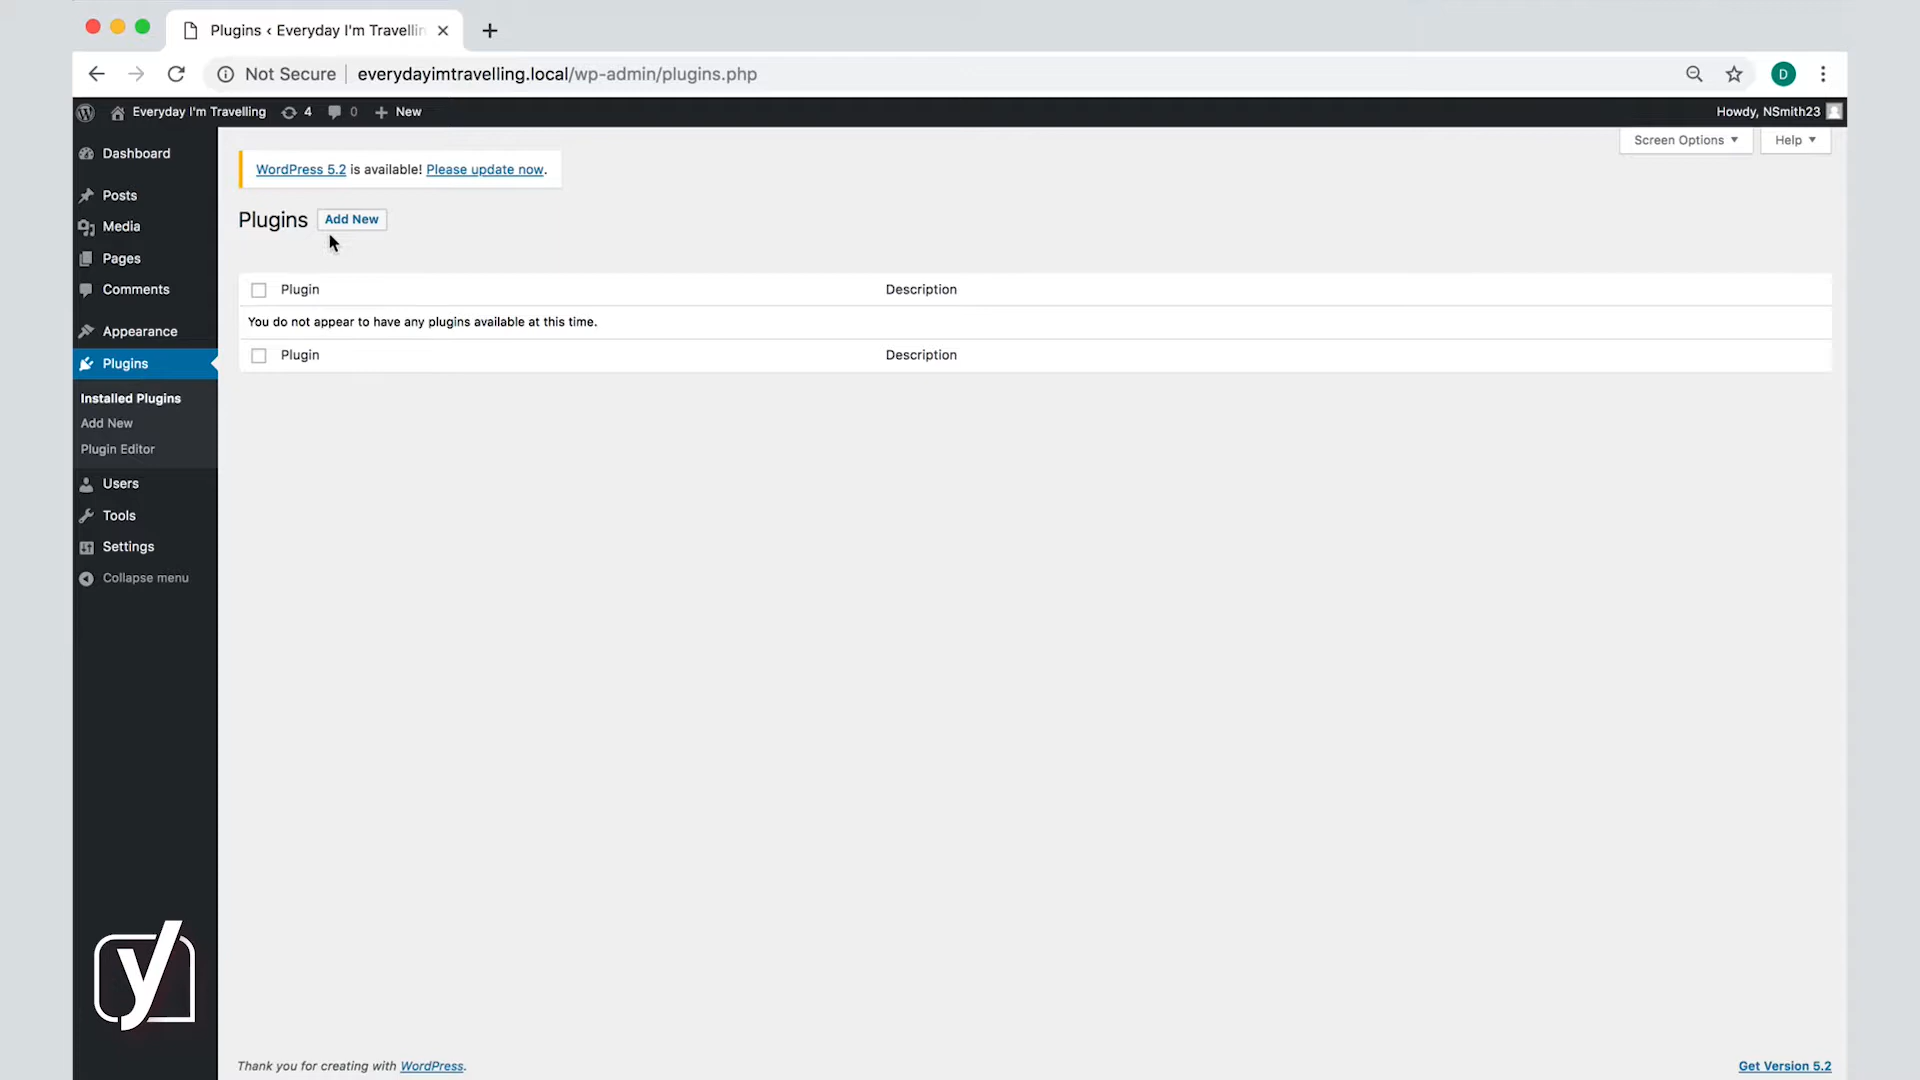 Plugins ‹ Everyday I'm Travellin
Not Secure
everydayimtravelling.local/wp-admin/plugins.php
D
Everyday I'm Travelling
4
0
New
Howdy, NSmith23
Screen Options
Help
Dashboard
Posts
Media
Pages
Comments
Appearance
Plugins
Installed Plugins
Add New
Plugin Editor
Users
Tools
Settings
Collapse menu
WordPress 5.2 is available! Please update now.
Plugins
Add New
Plugin
Description
You do not appear to have any plugins available at this time.
Plugin
Description
y
Thank you for creating with WordPress.
Get Version 5.2